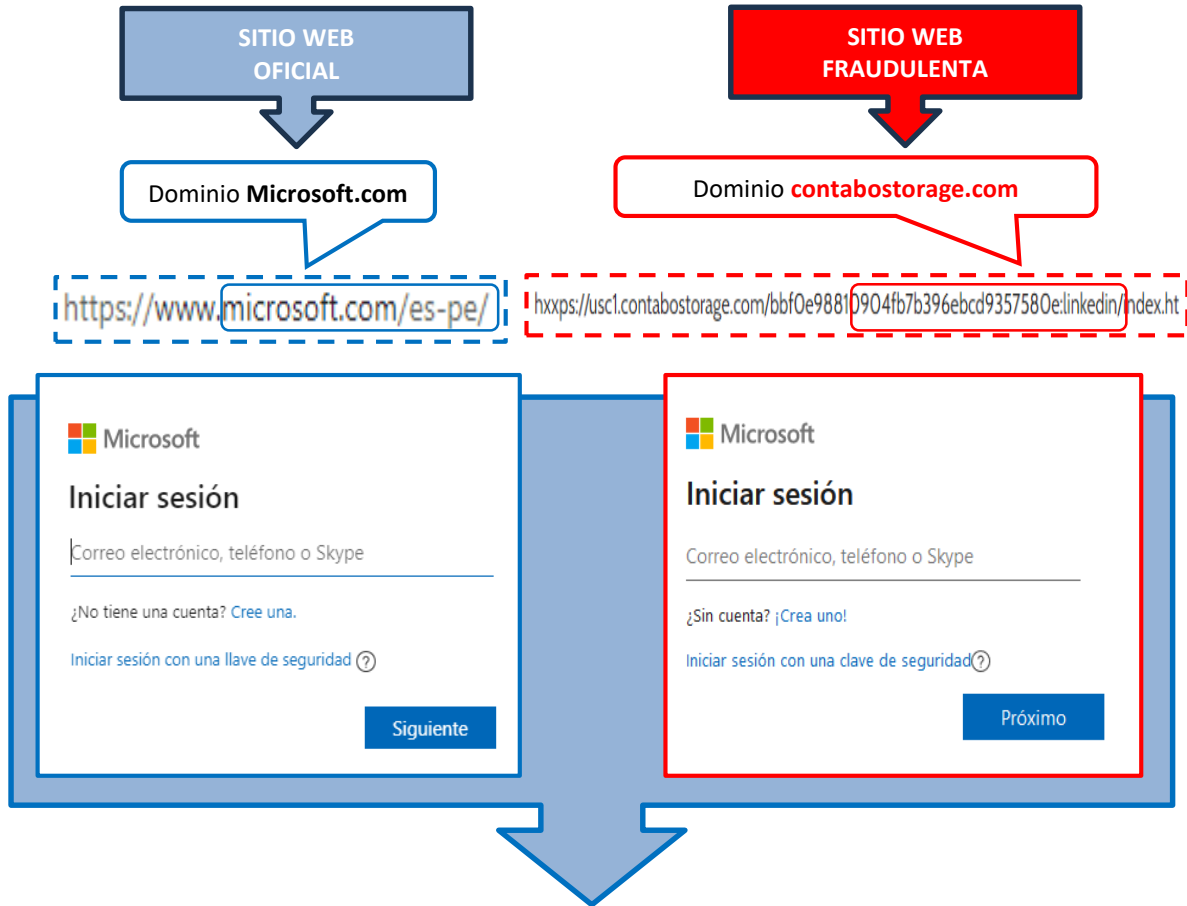 SITIO WEB
OFICIAL
SITIO WEB
FRAUDULENTA
Dominio Microsoft.com
Dominio contabostorage.com
https://www.microsoft.com/es-pe/
hxxps://usc1.contabostorage.com/bbf0e98810904fb7b396ebcd9357580e:linkedin/index.ht
Microsoft
Iniciar sesión
Correo electrónico, teléfono o Skype
¿No tiene una cuenta? Cree una.
Iniciar sesión con una llave de seguridad ?
Siguiente
Microsoft
Iniciar sesión
Correo electrónico, teléfono o Skype
¿Sin cuenta? ¡Crea uno!
Iniciar sesión con una clave de seguridad ?
Próximo